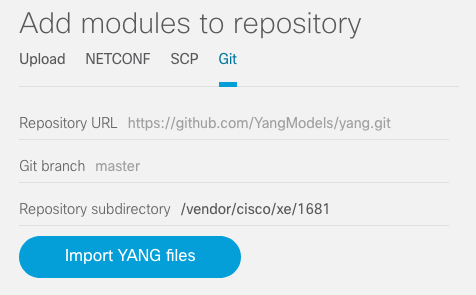 Add modules to repository
Upload NETCONF SCP Git
Repository URL https://github.com/YangModels/yang.git
Git branch master
Repository subdirectory /vendor/cisco/xe/1681
Import YANG files